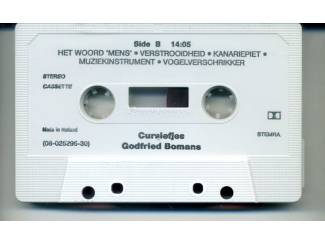 Side B 14:05
HET WOORD 'MENS' • VERSTROOIDHEID • KANARIEPIET •
MUZIEKINSTRUMENT • VOGELVERSCHRIKKER
STEREO
CASSETTE
Made in Holland
STEMRA
(08-025295-30)
Cursiefjes
Godfried Bomans